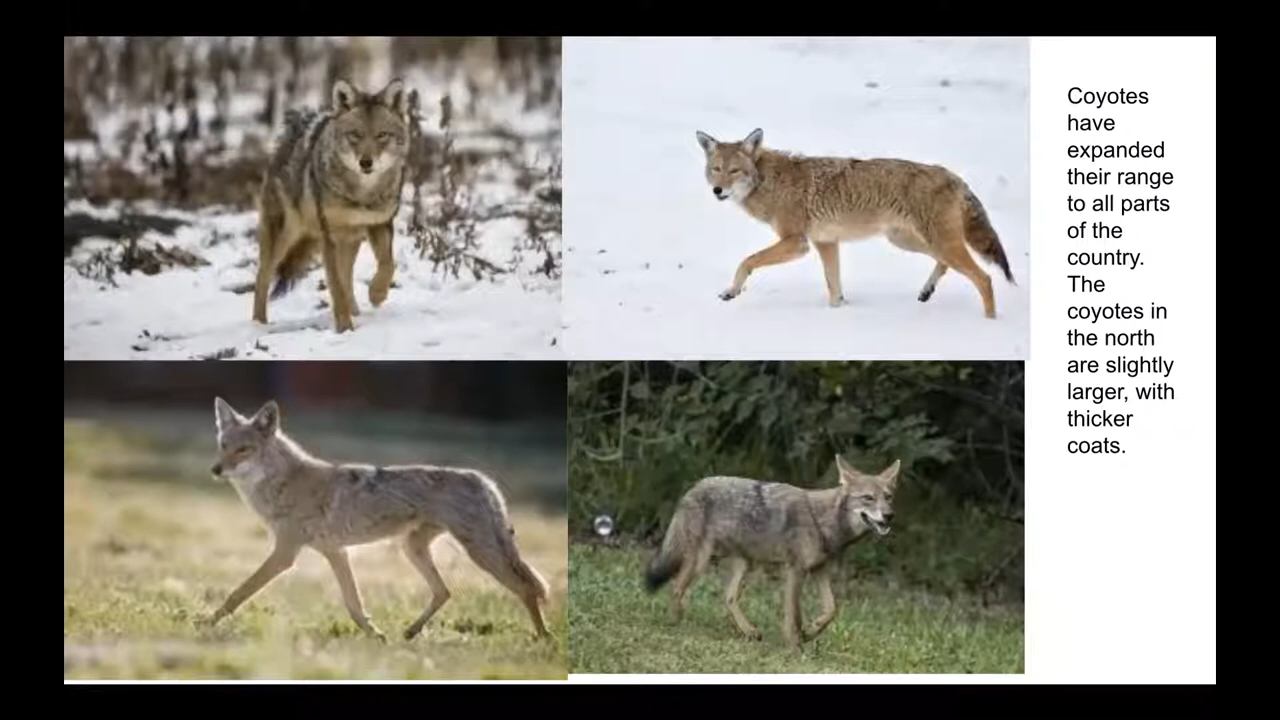 Coyotes
have
expanded
their range
to all parts
of the
country.
The
coyotes in
the north
are slightly
larger, with
thicker
coats.